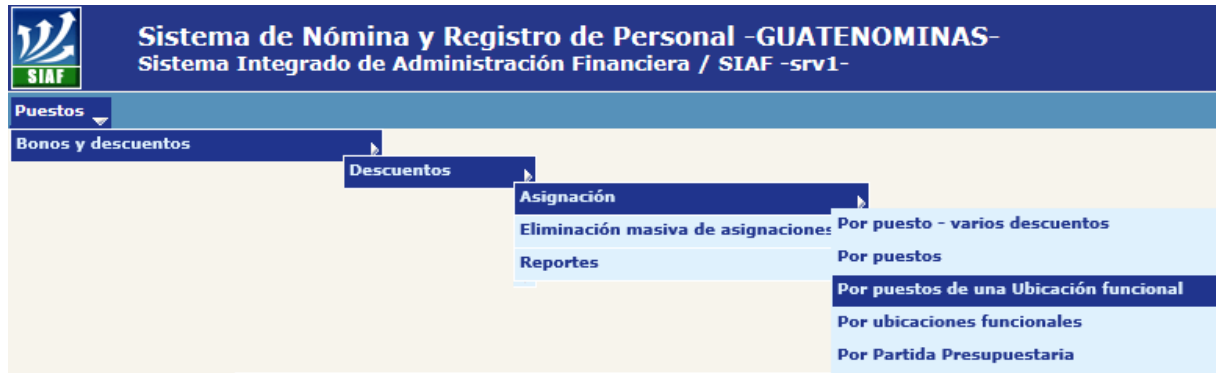 SIAF
Sistema de Nómina y Registro de Personal -GUATENOMINAS-
Sistema Integrado de Administración Financiera / SIAF -srv1-
Puestos
Bonos y descuentos
Descuentos
Asignación
Eliminación masiva de asignaciones
Reportes
Por puesto - varios descuentos
Por puestos
Por puestos de una Ubicación funcional
Por ubicaciones funcionales
Por Partida Presupuestaria